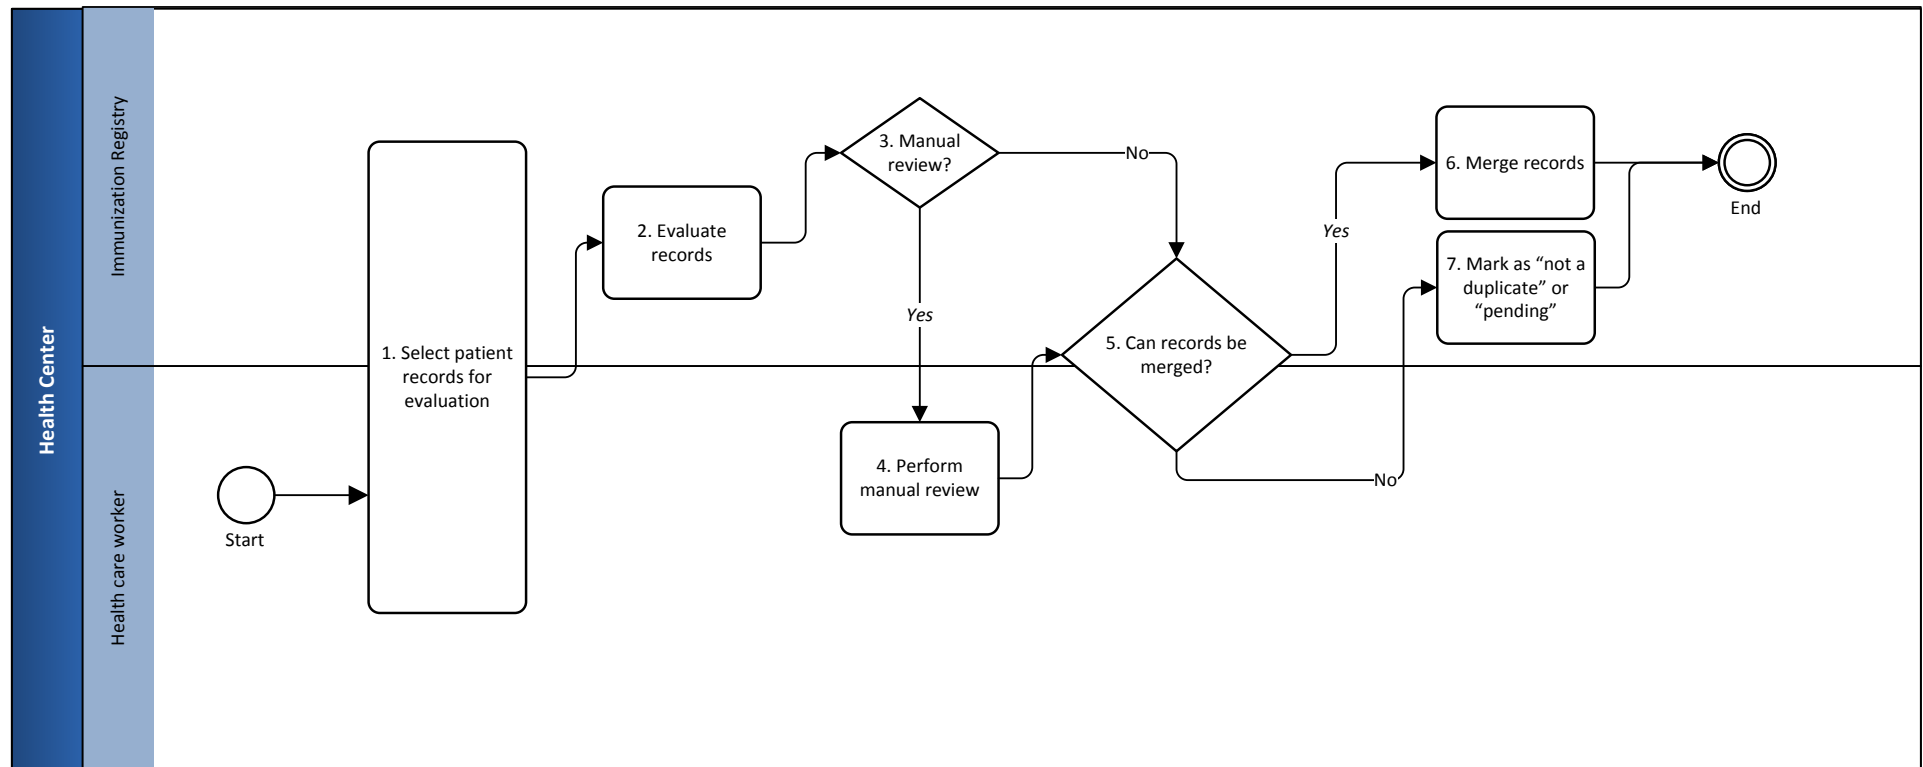 Health Center
Immunization Registry
Health care worker
Start
1. Select patient
records for
evaluation
2. Evaluate
records
3. Manual
review?
No
Yes
4. Perform
manual review
5. Can records be
merged?
Yes
No
6. Merge records
7. Mark as “not a
duplicate” or
“pending”
End